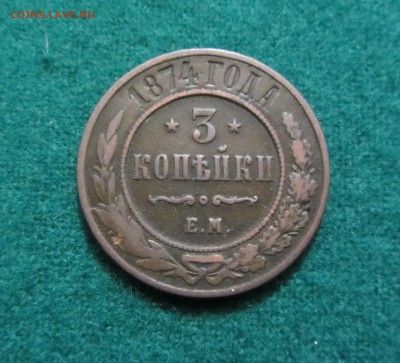 COINS.LAVE.RU
1874 ГОДА
3
КОПѢЙКИ
Е.М.